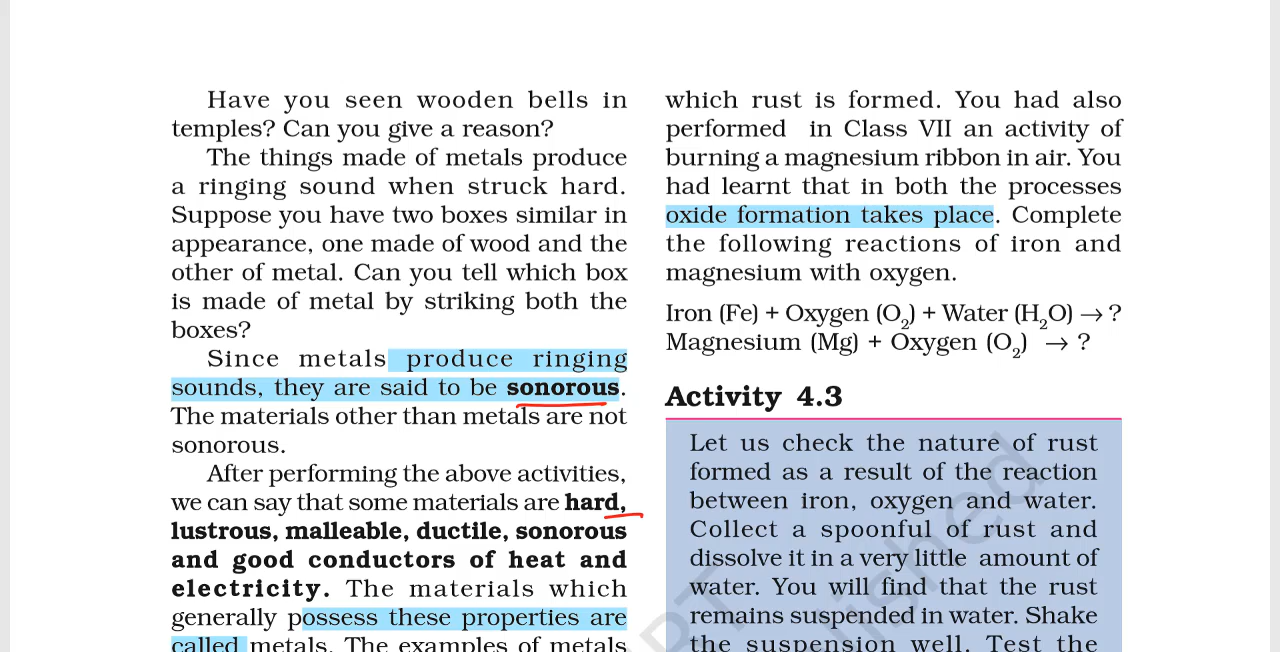 Have you seen wooden bells in
temples? Can you give a reason?
The things made of metals produce
a ringing sound when struck hard.
Suppose you have two boxes similar in
appearance, one made of wood and the
other of metal. Can you tell which box
is made of metal by striking both the
boxes?
Since metals produce ringing
sounds, they are said to be sonorous.
The materials other than metals are not
sonorous.
After performing the above activities,
we can say that some materials are hard,
lustrous, malleable, ductile, sonorous
and good conductors of heat and
electricity. The materials which
generally possess these properties are
called metals. The examples of metals
which rust is formed. You had also
performed in Class VII an activity of
burning a magnesium ribbon in air. You
had learnt that in both the processes
oxide formation takes place. Complete
the following reactions of iron and
magnesium with oxygen.
Iron (Fe) + Oxygen (O₂) + Water (H₂O) → ?
Magnesium (Mg) + Oxygen (O₂) → ?
Activity 4.3
Let us check the nature of rust
formed as a result of the reaction
between iron, oxygen and water.
Collect a spoonful of rust and
dissolve it in a very little amount of
water. You will find that the rust
remains suspended in water. Shake
the suspension well. Test the